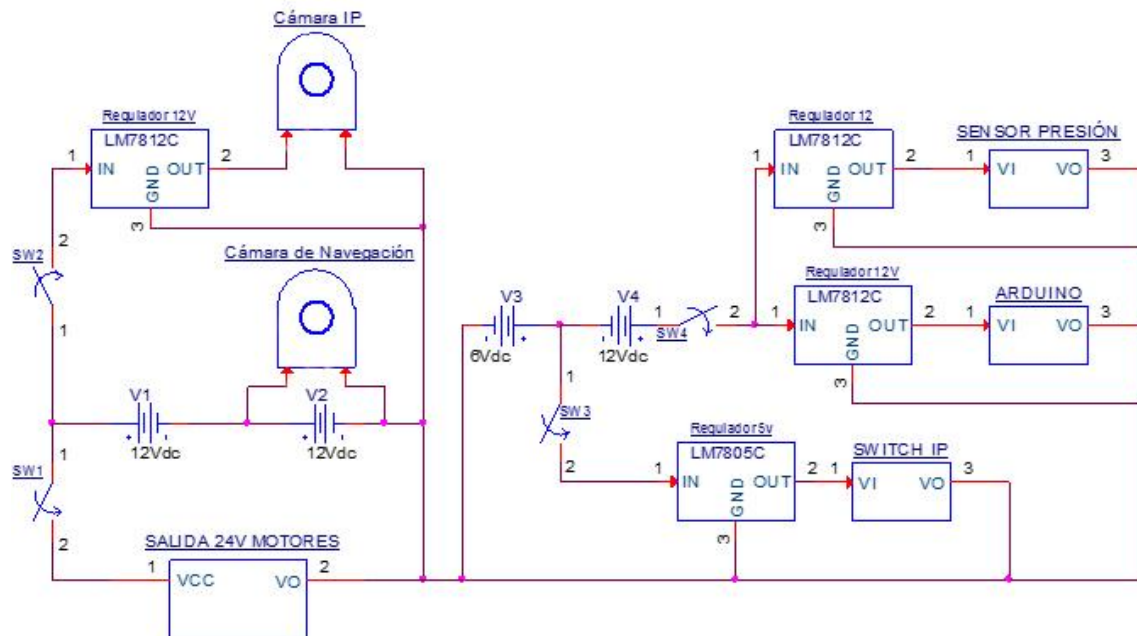 Cámara IP
Regulador 12V
LM7812C
1
IN
OUT
2
GND
3
2
SW2
1
Cámara de Navegación
V1
12Vdc
V2
12Vdc
1
SW1
2
SALIDA 24V MOTORES
1
VCC
VO
2
V3
6Vdc
V4
12Vdc
1
SW4
2
1
SW3
2
Regulador 12
LM7812C
1
IN
OUT
2
GND
3
SENSOR PRESIÓN
1
VI
VO
3
Regulador 12V
LM7812C
1
IN
OUT
2
GND
3
ARDUINO
1
VI
VO
3
Regulador 5v
LM7805C
1
IN
OUT
2
GND
3
SWITCH IP
1
VI
VO
3